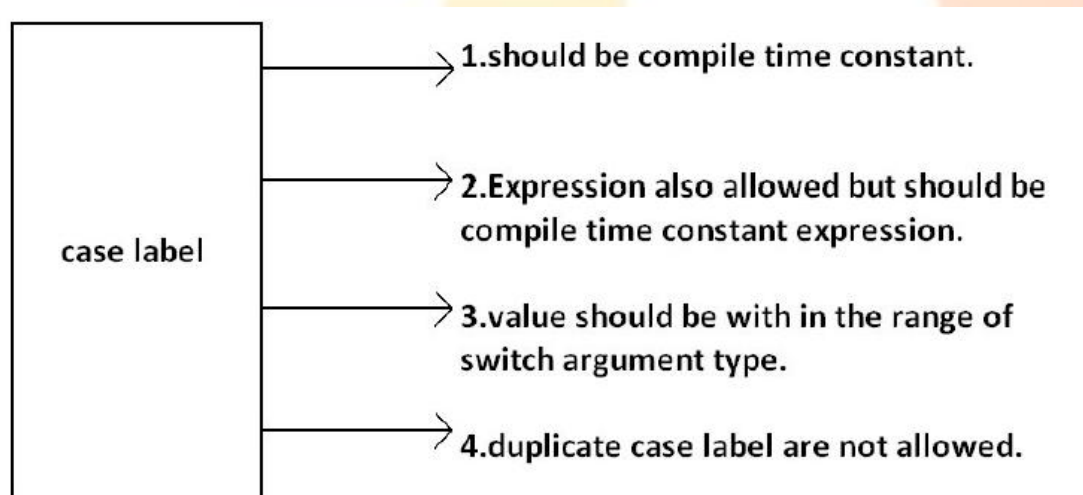 case label
1.should be compile time constant.
2.Expression also allowed but should be
compile time constant expression.
3.value should be with in the range of
switch argument type.
4.duplicate case label are not allowed.